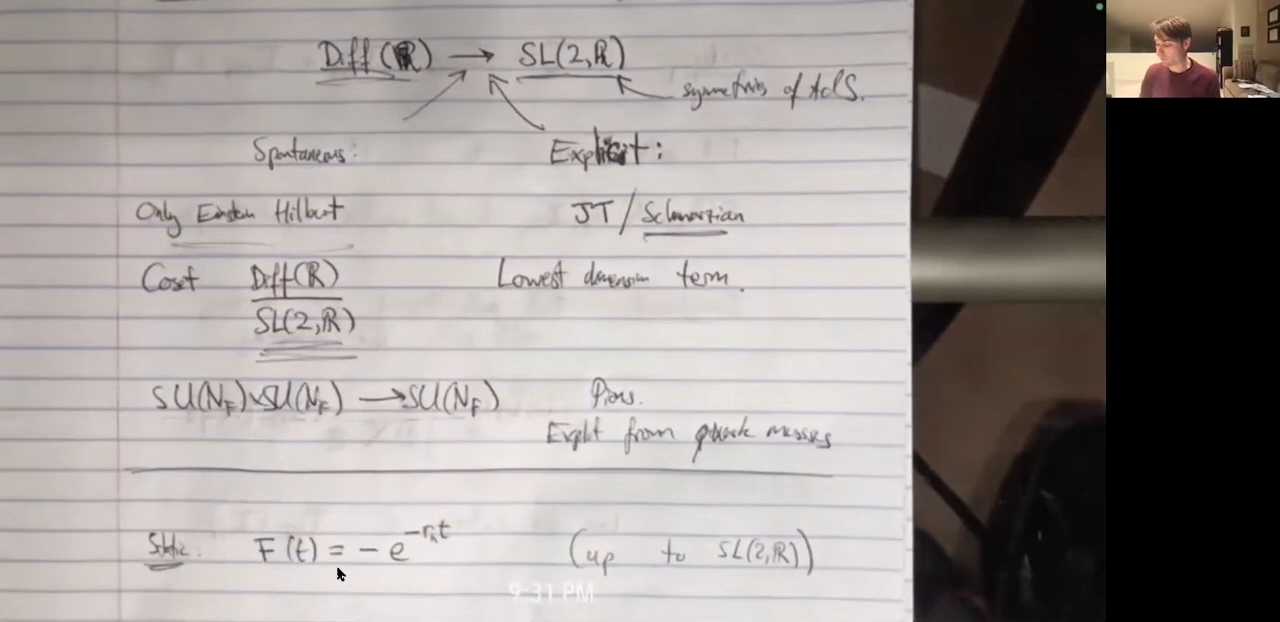 Diff(R) → SL(2,R)
symmetries of AdS.
Spontaneous: Explicit:
Only Einstein Hilbert JT / Schwarzian
Coset Diff(R) Lowest dimension term.
SL(2,R)
SU(N_F)×SU(N_F) → SU(N_F) Pions.
Explit from quark masses
Static: F(t) = - e^{-r_h t} (up to SL(2,R))
9:31 PM